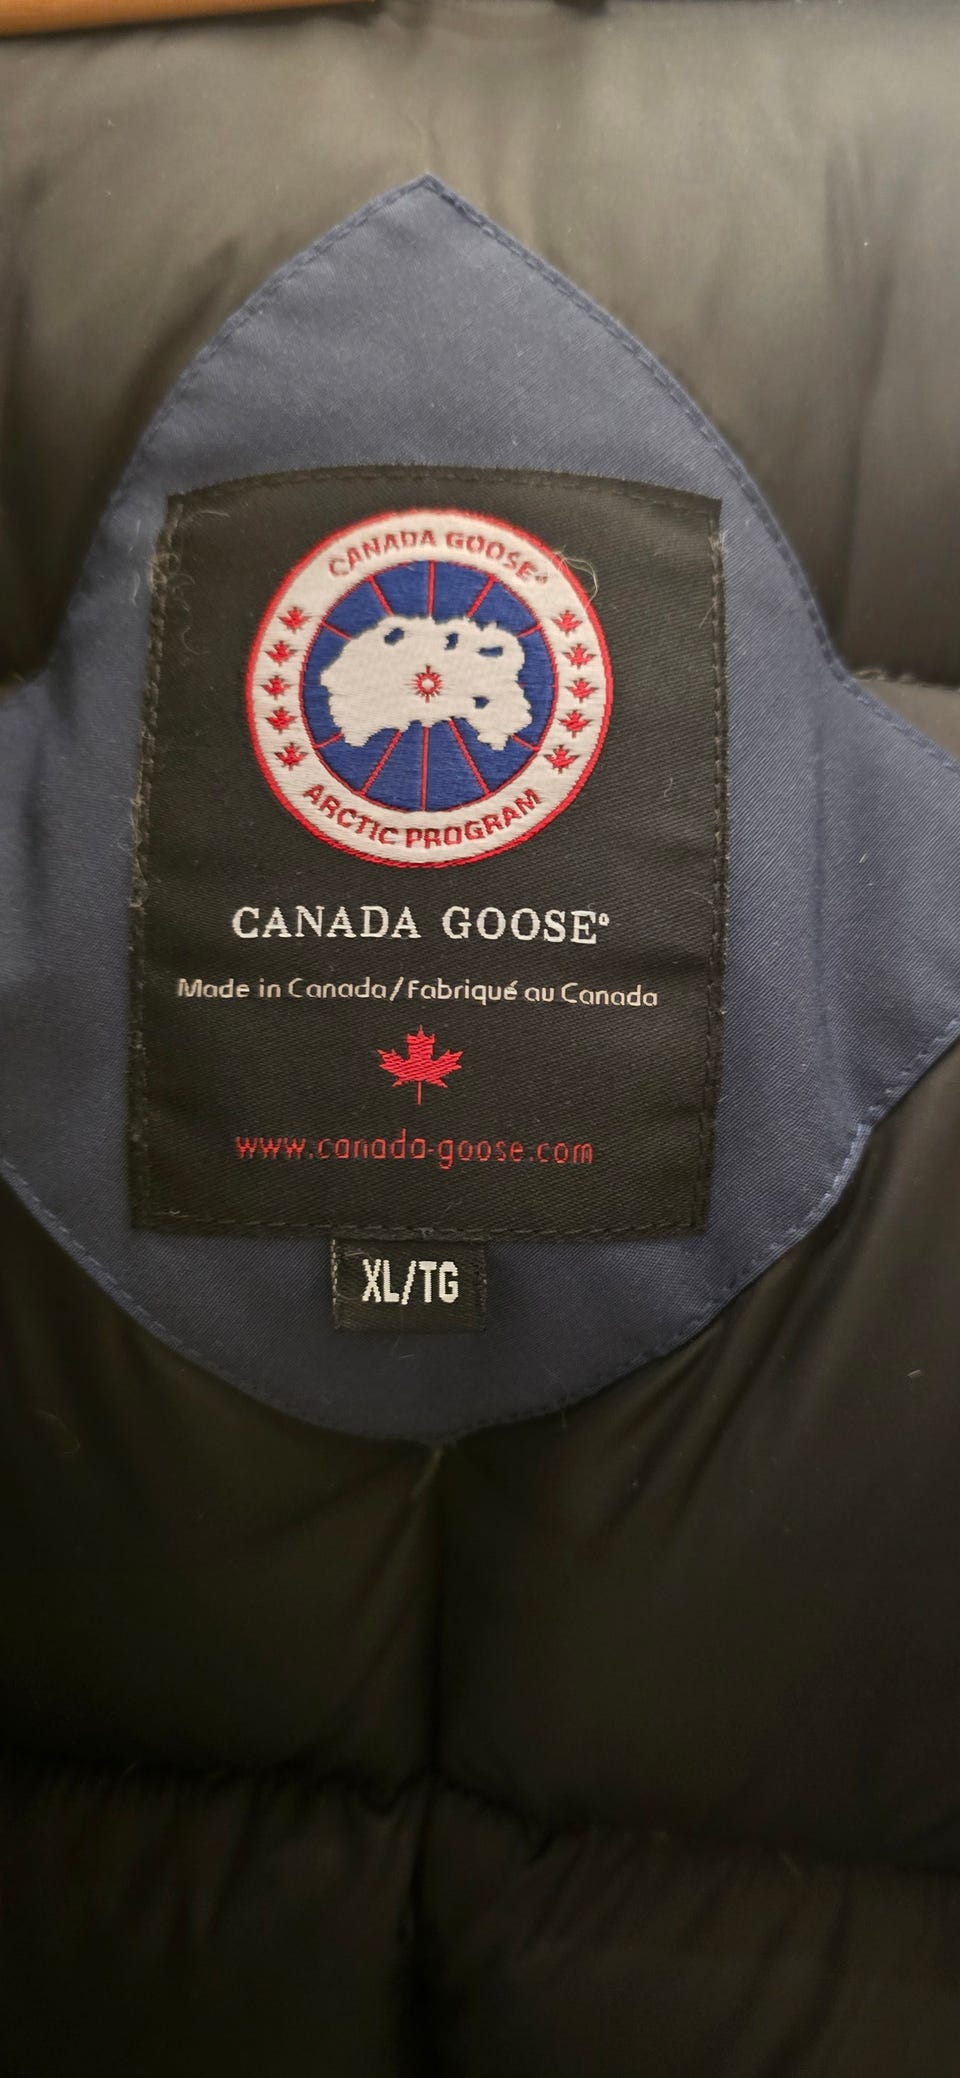 CANADA GOOSE®
ARCTIC PROGRAM
CANADA GOOSE®
Made in Canada/Fabriqué au Canada
www.canada-goose.com
XL/TG